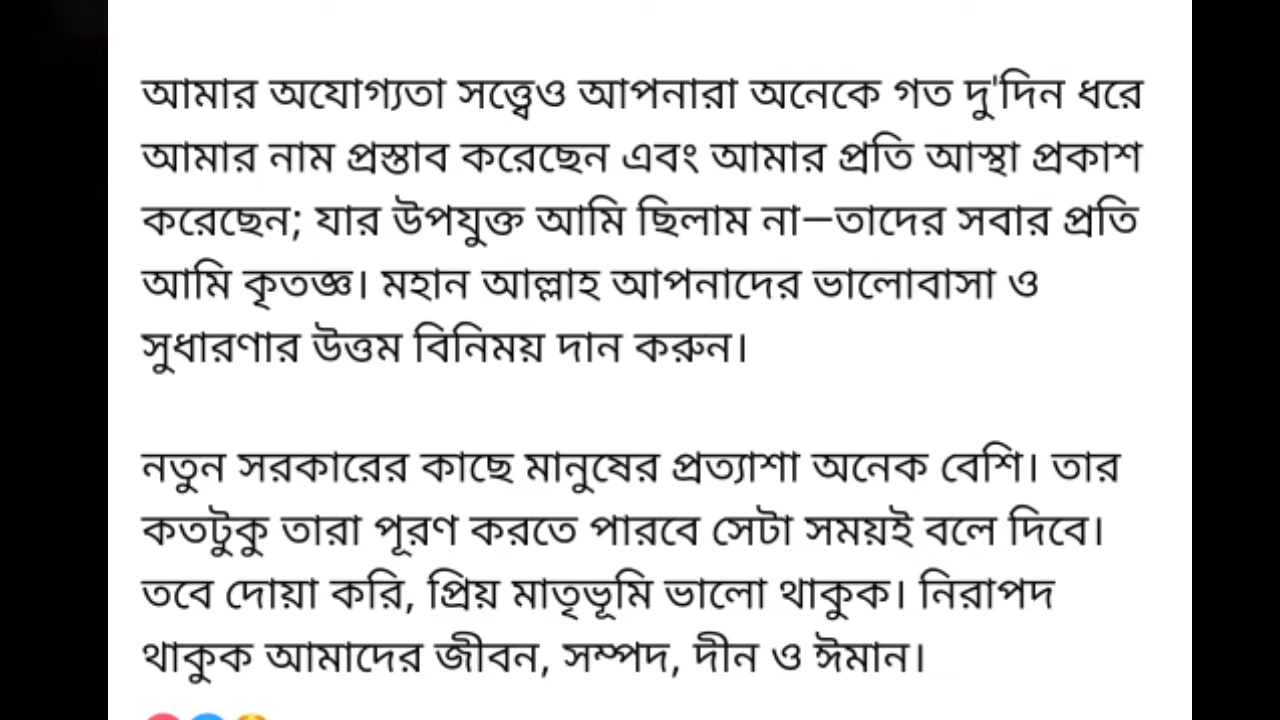 আমার অযোগ্যতা সত্ত্বেও আপনারা অনেকে গত দু'দিন ধরে
আমার নাম প্রস্তাব করেছেন এবং আমার প্রতি আস্থা প্রকাশ
করেছেন; যার উপযুক্ত আমি ছিলাম না—তাদের সবার প্রতি
আমি কৃতজ্ঞ। মহান আল্লাহ আপনাদের ভালোবাসা ও
সুধারণার উত্তম বিনিময় দান করুন।
নতুন সরকারের কাছে মানুষের প্রত্যাশা অনেক বেশি। তার
কতটুকু তারা পূরণ করতে পারবে সেটা সময়ই বলে দিবে।
তবে দোয়া করি, প্রিয় মাতৃভূমি ভালো থাকুক। নিরাপদ
থাকুক আমাদের জীবন, সম্পদ, দীন ও ঈমান।